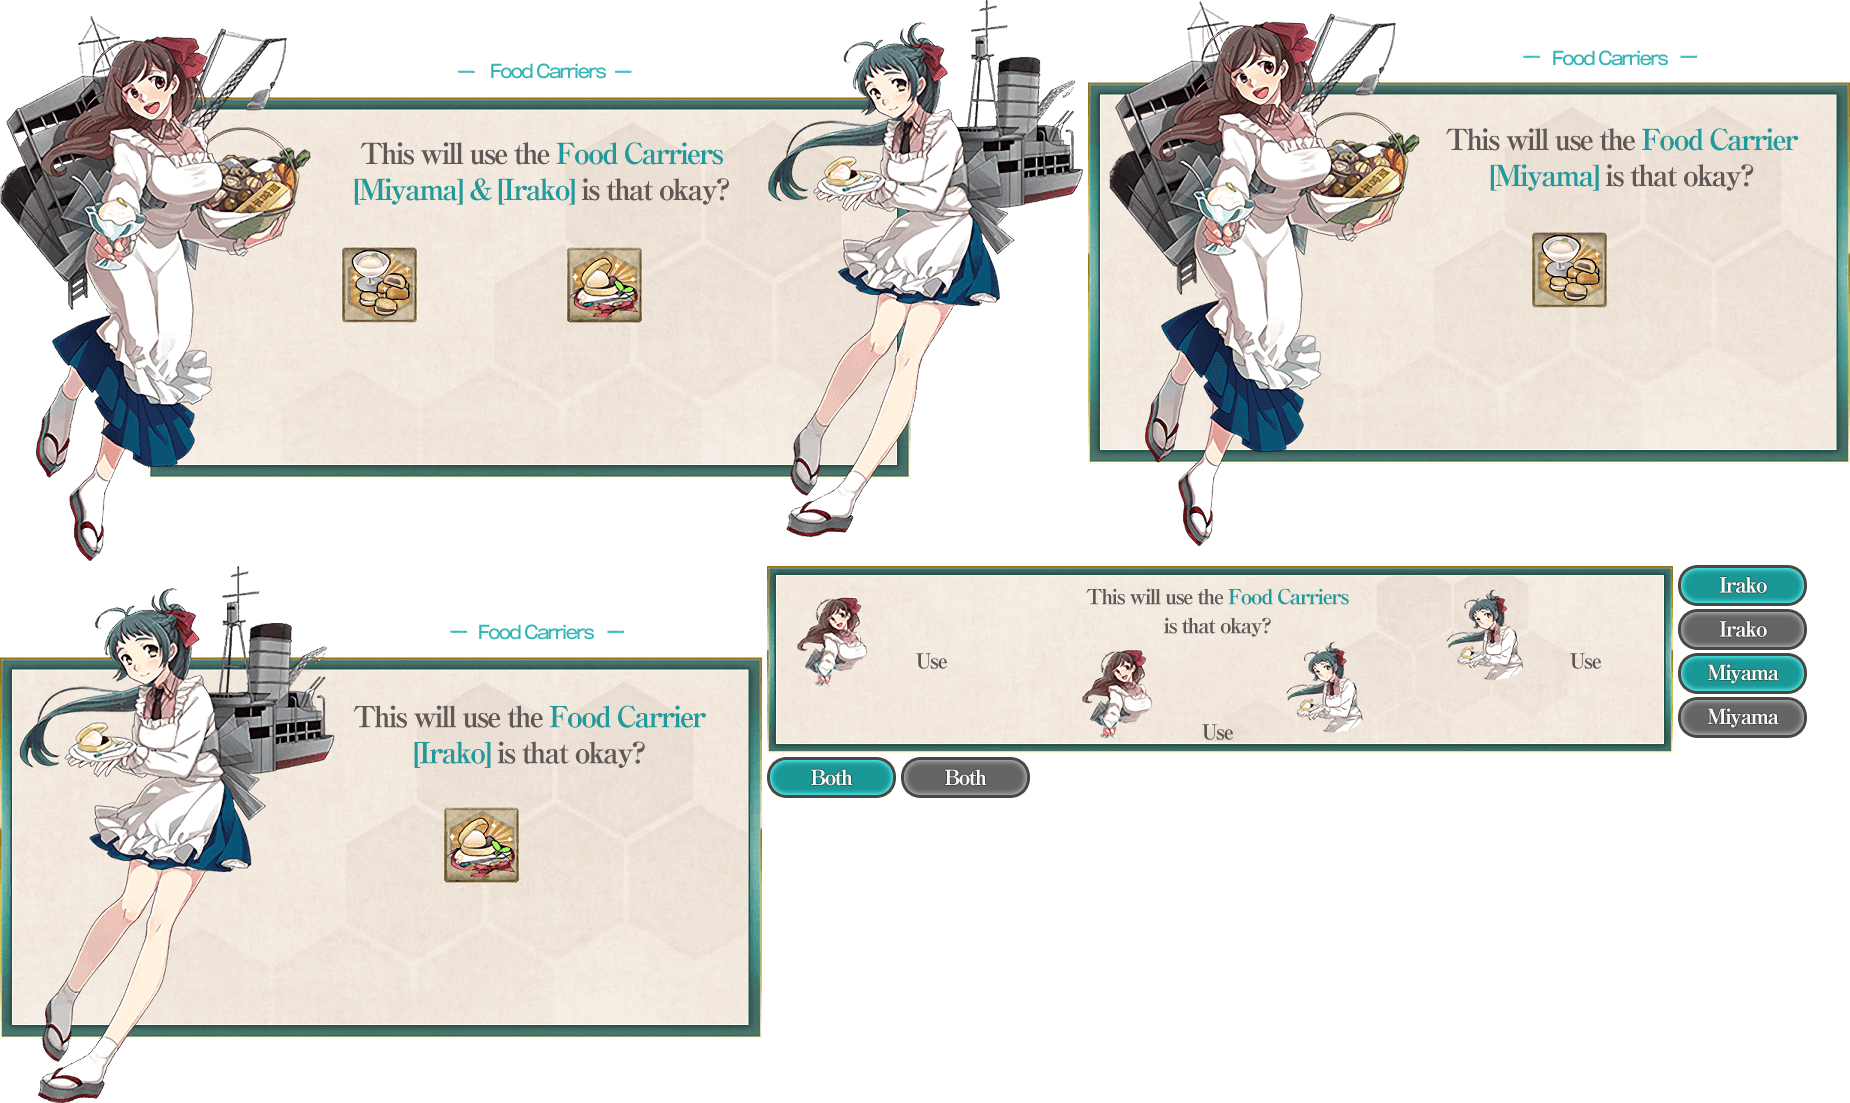 — Food Carriers —
This will use the Food Carriers
[Miyama] & [Irako] is that okay?
— Food Carriers —
This will use the Food Carrier
[Miyama] is that okay?
— Food Carriers —
This will use the Food Carrier
[Irako] is that okay?
This will use the Food Carriers
is that okay?
Use
Use
Use
Irako
Irako
Miyama
Miyama
Both
Both